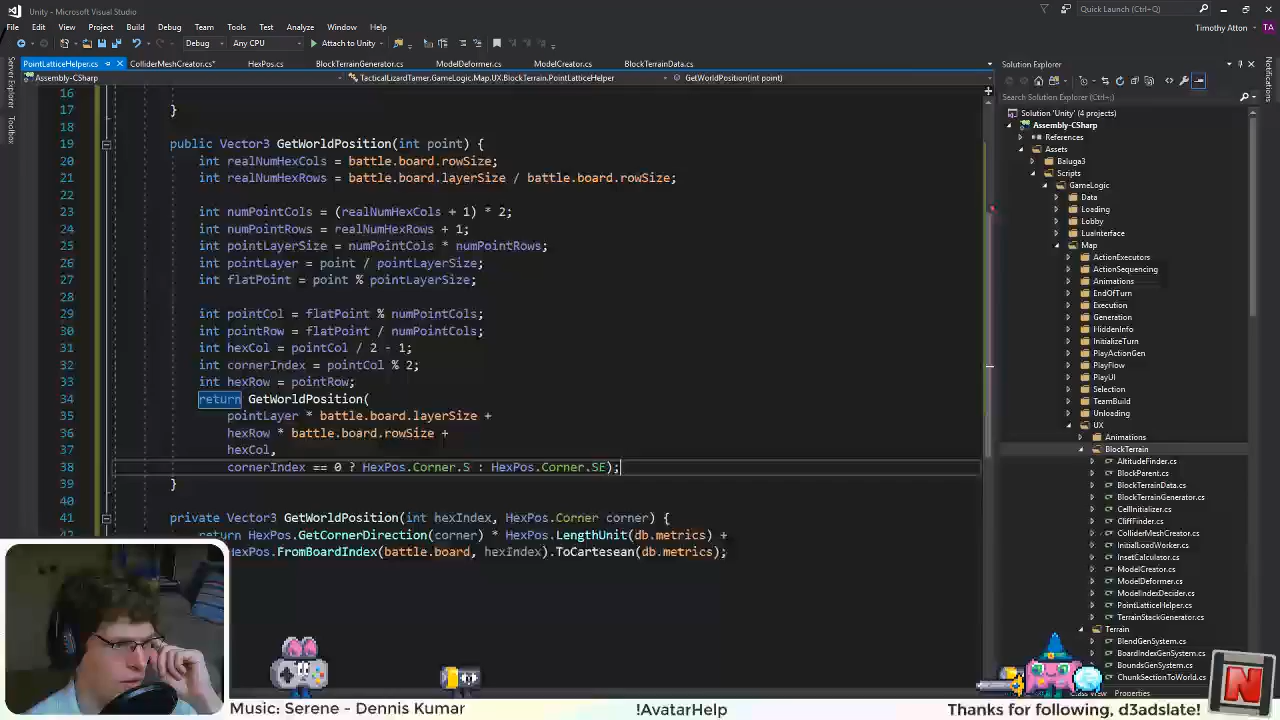 Unity - Microsoft Visual Studio
Quick Launch (Ctrl+Q)
File Edit View Project Build Debug Team Tools Test Analyze Window Help
Timothy Atton TA
Debug Any CPU Attach to Unity
PointLatticeHelper.cs ColliderMeshCreator.cs* HexPos.cs BlockTerrainGenerator.cs ModelDeformer.cs ModelCreator.cs BlockTerrainData.cs
Assembly-CSharp TacticalLizardTamer.GameLogic.Map.UX.BlockTerrain.PointLatticeHelper GetWorldPosition(int point)
Server Explorer
Toolbox
16
17 }
18
19 public Vector3 GetWorldPosition(int point) {
20 int realNumHexCols = battle.board.rowSize;
21 int realNumHexRows = battle.board.layerSize / battle.board.rowSize;
22
23 int numPointCols = (realNumHexCols + 1) * 2;
24 int numPointRows = realNumHexRows + 1;
25 int pointLayerSize = numPointCols * numPointRows;
26 int pointLayer = point / pointLayerSize;
27 int flatPoint = point % pointLayerSize;
28
29 int pointCol = flatPoint % numPointCols;
30 int pointRow = flatPoint / numPointCols;
31 int hexCol = pointCol / 2 - 1;
32 int cornerIndex = pointCol % 2;
33 int hexRow = pointRow;
34 return GetWorldPosition(
35 pointLayer * battle.board.layerSize +
36 hexRow * battle.board.rowSize +
37 hexCol,
38 cornerIndex == 0 ? HexPos.Corner.S : HexPos.Corner.SE);
39 }
40
41 private Vector3 GetWorldPosition(int hexIndex, HexPos.Corner corner) {
42 return HexPos.GetCornerDirection(corner) * HexPos.LengthUnit(db.metrics) +
HexPos.FromBoardIndex(battle.board, hexIndex).ToCartesean(db.metrics);
Solution Explorer
Search Solution Explorer (Ctrl+;)
Solution 'Unity' (4 projects)
Assembly-CSharp
References
Assets
Baluga3
Scripts
GameLogic
Data
Loading
Lobby
LuaInterface
Map
ActionExecutors
ActionSequencing
Animations
EndOfTurn
Execution
Generation
HiddenInfo
InitializeTurn
PlayActionGen
PlayFlow
PlayUI
Selection
TeamBuild
Unloading
UX
Animations
BlockTerrain
AltitudeFinder.cs
BlockParent.cs
BlockTerrainData.cs
BlockTerrainGenerator.cs
CellInitializer.cs
CliffFinder.cs
ColliderMeshCreator.cs
InitialLoadWorker.cs
InsetCalculator.cs
ModelCreator.cs
ModelDeformer.cs
ModelIndexDecider.cs
PointLatticeHelper.cs
TerrainStackGenerator.cs
Terrain
BlendGenSystem.cs
BoardIndexGenSystem.cs
BoundsGenSystem.cs
ChunkSectionToWorld.cs
Class View Properties
Notifications
Music: Serene - Dennis Kumar
!AvatarHelp
Thanks for following, d3adslate!
N